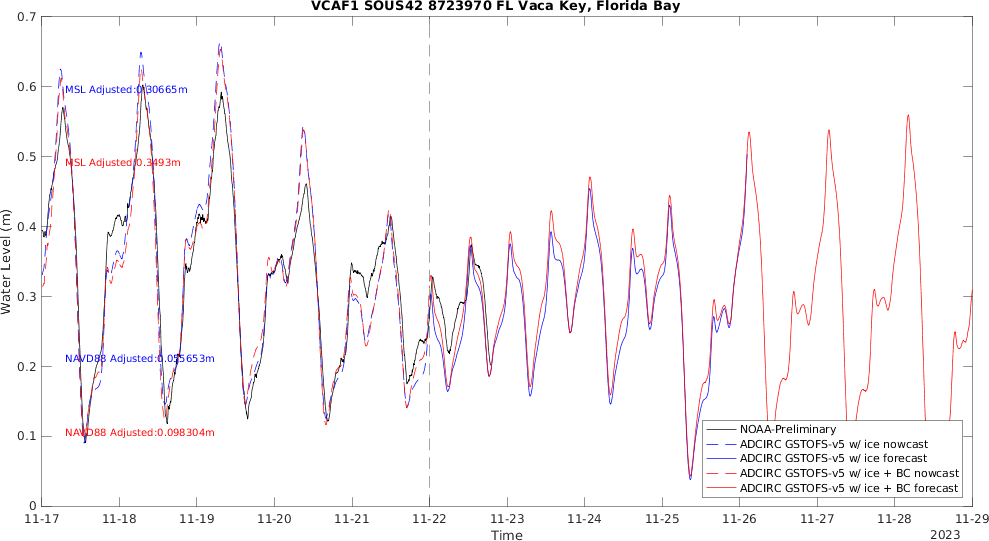 VCAF1 SOUS42 8723970 FL Vaca Key, Florida Bay
Water Level (m)
0.7
0.6
0.5
0.4
0.3
0.2
0.1
0
MSL Adjusted:0.30665m
MSL Adjusted:0.3493m
NAVD88 Adjusted:0.055653m
NAVD88 Adjusted:0.098304m
NOAA-Preliminary
ADCIRC GSTOFS-v5 w/ ice nowcast
ADCIRC GSTOFS-v5 w/ ice forecast
ADCIRC GSTOFS-v5 w/ ice + BC nowcast
ADCIRC GSTOFS-v5 w/ ice + BC forecast
11-17 11-18 11-19 11-20 11-21 11-22 11-23 11-24 11-25 11-26 11-27 11-28 11-29
Time
2023